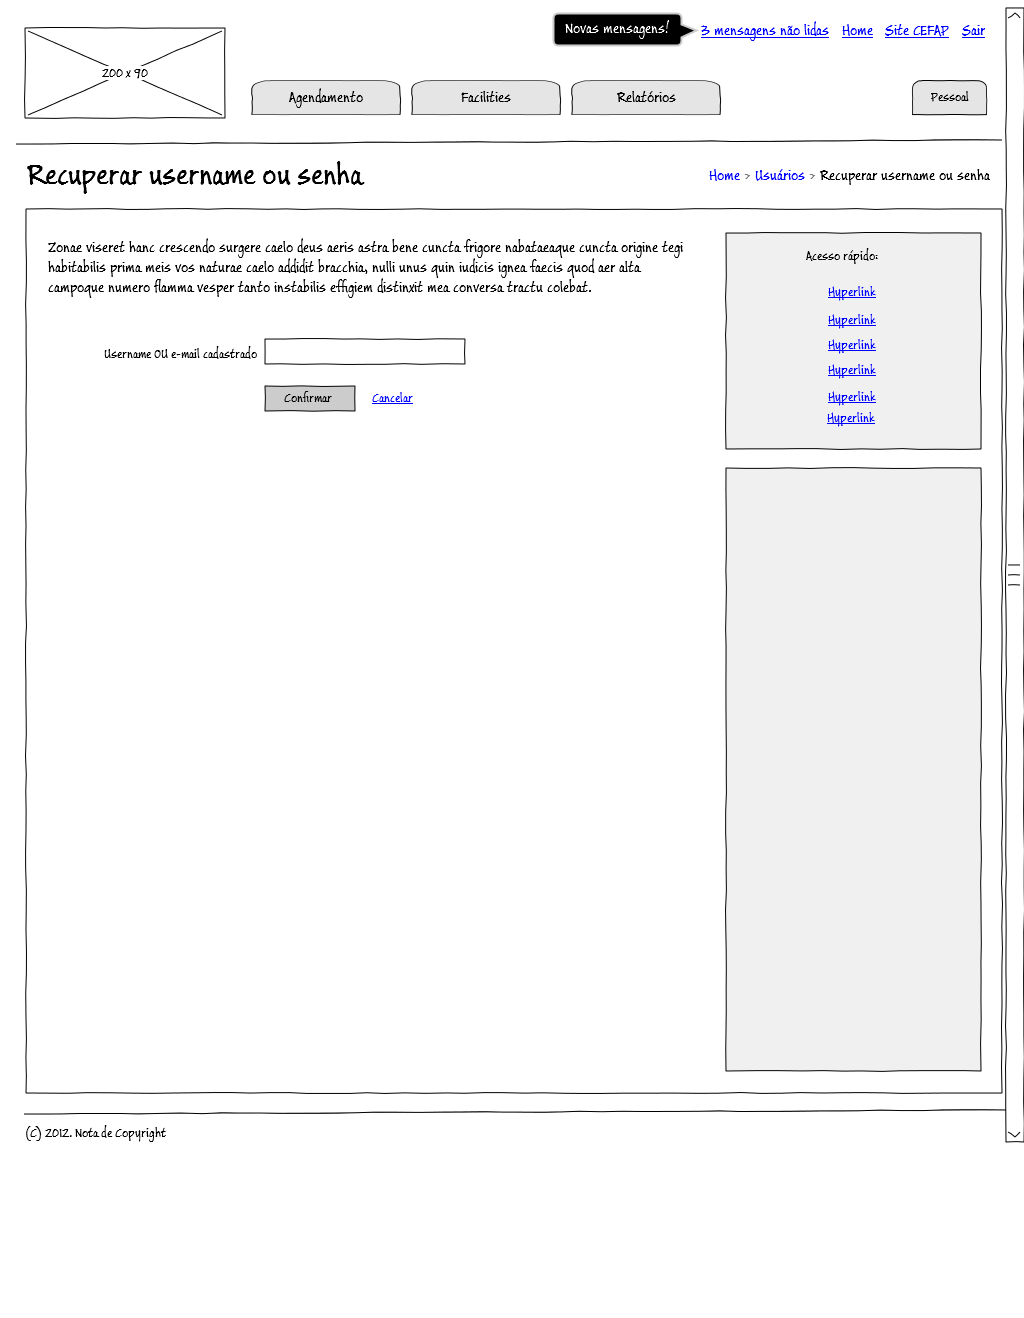 Novas mensagens!
3 mensagens não lidas Home Site CEFAP Sair
200 x 90
Agendamento Facilities Relatórios Pessoal
Recuperar username ou senha
Home > Usuários > Recuperar username ou senha
Zonae viseret hanc crescendo surgere caelo deus aeris astra bene cuncta frigore nabataeaque cuncta origine tegi
habitabilis prima meis vos naturae caelo addidit bracchia, nulli unus quin iudicis ignea faecis quod aer alta
campoque numero flamma vesper tanto instabilis effigiem distinxit mea conversa tractu colebat.
Username OU e-mail cadastrado
Confirmar Cancelar
Acesso rápido:
Hyperlink
Hyperlink
Hyperlink
Hyperlink
Hyperlink
Hyperlink
(C) 2012. Nota de Copyright